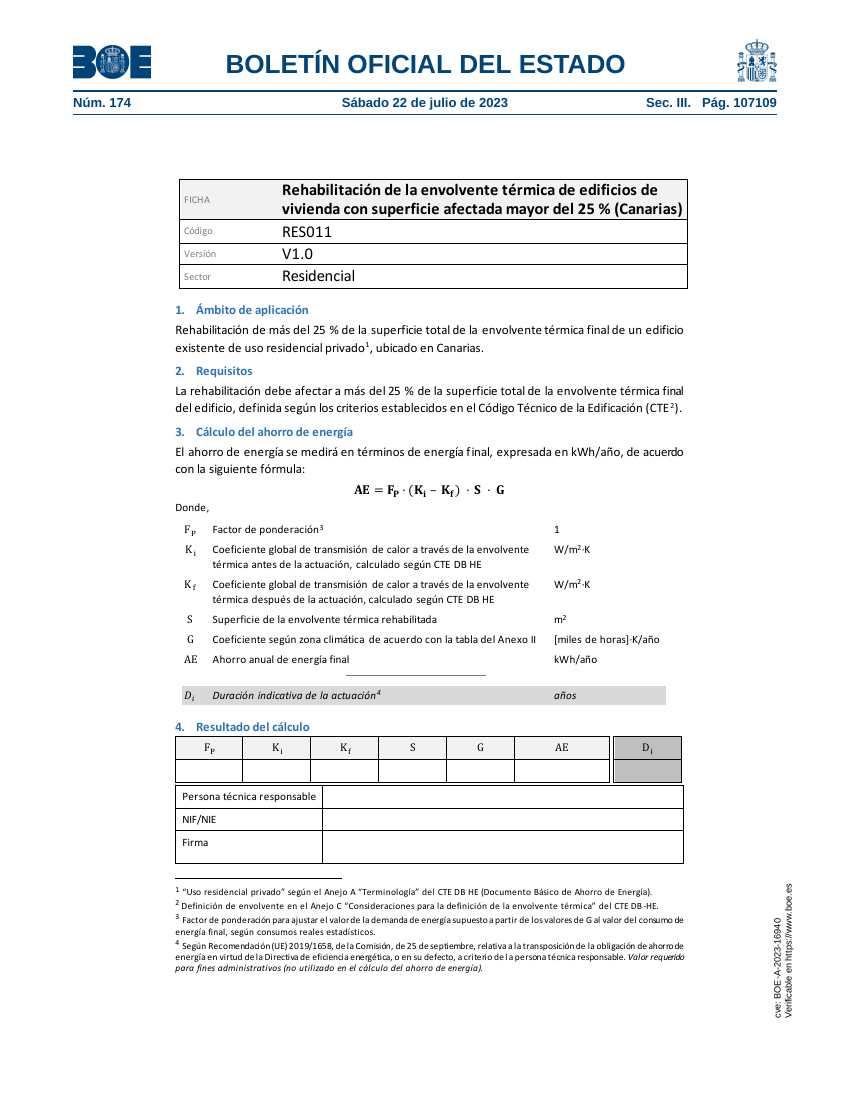 BOE
BOLETÍN OFICIAL DEL ESTADO
Núm. 174 Sábado 22 de julio de 2023 Sec. III. Pág. 107109
FICHA
Rehabilitación de la envolvente térmica de edificios de
vivienda con superficie afectada mayor del 25 % (Canarias)
Código RES011
Versión V1.0
Sector Residencial
1. Ámbito de aplicación
Rehabilitación de más del 25 % de la superficie total de la envolvente térmica final de un edificio
existente de uso residencial privado¹, ubicado en Canarias.
2. Requisitos
La rehabilitación debe afectar a más del 25 % de la superficie total de la envolvente térmica final
del edificio, definida según los criterios establecidos en el Código Técnico de la Edificación (CTE²).
3. Cálculo del ahorro de energía
El ahorro de energía se medirá en términos de energía final, expresada en kWh/año, de acuerdo
con la siguiente fórmula:
AE = F_P · (K_i − K_f) · S · G
Donde,
F_P Factor de ponderación³ 1
K_i Coeficiente global de transmisión de calor a través de la envolvente W/m²·K
térmica antes de la actuación, calculado según CTE DB HE
K_f Coeficiente global de transmisión de calor a través de la envolvente W/m²·K
térmica después de la actuación, calculado según CTE DB HE
S Superficie de la envolvente térmica rehabilitada m²
G Coeficiente según zona climática de acuerdo con la tabla del Anexo II [miles de horas]·K/año
AE Ahorro anual de energía final kWh/año
D_i Duración indicativa de la actuación⁴ años
4. Resultado del cálculo
F_P K_i K_f S G AE D_i
Persona técnica responsable
NIF/NIE
Firma
¹ “Uso residencial privado” según el Anejo A “Terminología” del CTE DB HE (Documento Básico de Ahorro de Energía).
² Definición de envolvente en el Anejo C “Consideraciones para la definición de la envolvente térmica” del CTE DB-HE.
³ Factor de ponderación para ajustar el valor de la demanda de energía supuesto a partir de los valores de G al valor del consumo de
energía final, según consumos reales estadísticos.
⁴ Según Recomendación (UE) 2019/1658, de la Comisión, de 25 de septiembre, relativa a la transposición de la obligación de ahorro de
energía en virtud de la Directiva de eficiencia energética, o en su defecto, a criterio de la persona técnica responsable. Valor requerido
para fines administrativos (no utilizado en el cálculo del ahorro de energía).
cve: BOE-A-2023-16940
Verificable en https://www.boe.es